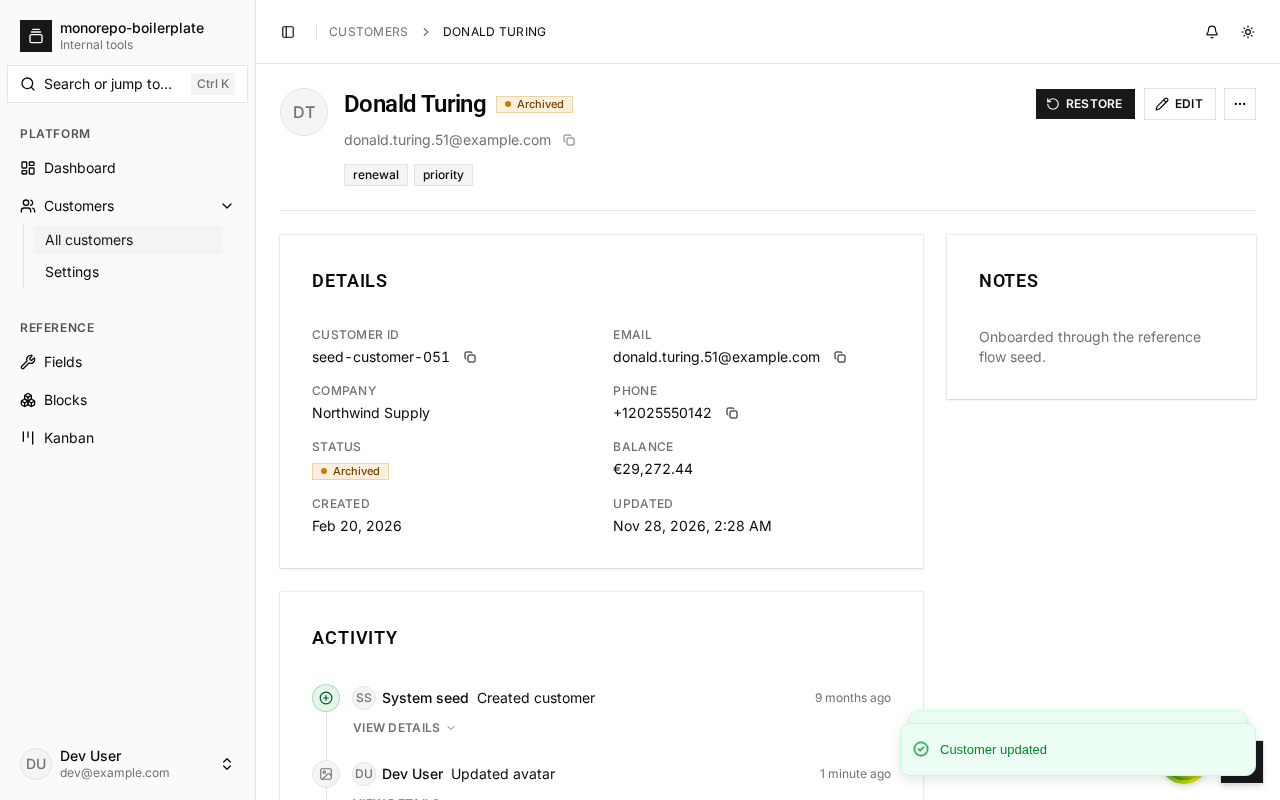 monorepo-boilerplate
Internal tools
Search or jump to... Ctrl K
PLATFORM
Dashboard
Customers
All customers
Settings
REFERENCE
Fields
Blocks
Kanban
DU
Dev User
dev@example.com
CUSTOMERS > DONALD TURING
DT
Donald Turing Archived
donald.turing.51@example.com
renewal priority
RESTORE EDIT
DETAILS
CUSTOMER ID
seed-customer-051
EMAIL
donald.turing.51@example.com
COMPANY
Northwind Supply
PHONE
+12025550142
STATUS
Archived
BALANCE
€29,272.44
CREATED
Feb 20, 2026
UPDATED
Nov 28, 2026, 2:28 AM
NOTES
Onboarded through the reference
flow seed.
ACTIVITY
SS System seed Created customer 9 months ago
VIEW DETAILS
DU Dev User Updated avatar 1 minute ago
VIEW DETAILS
Customer updated